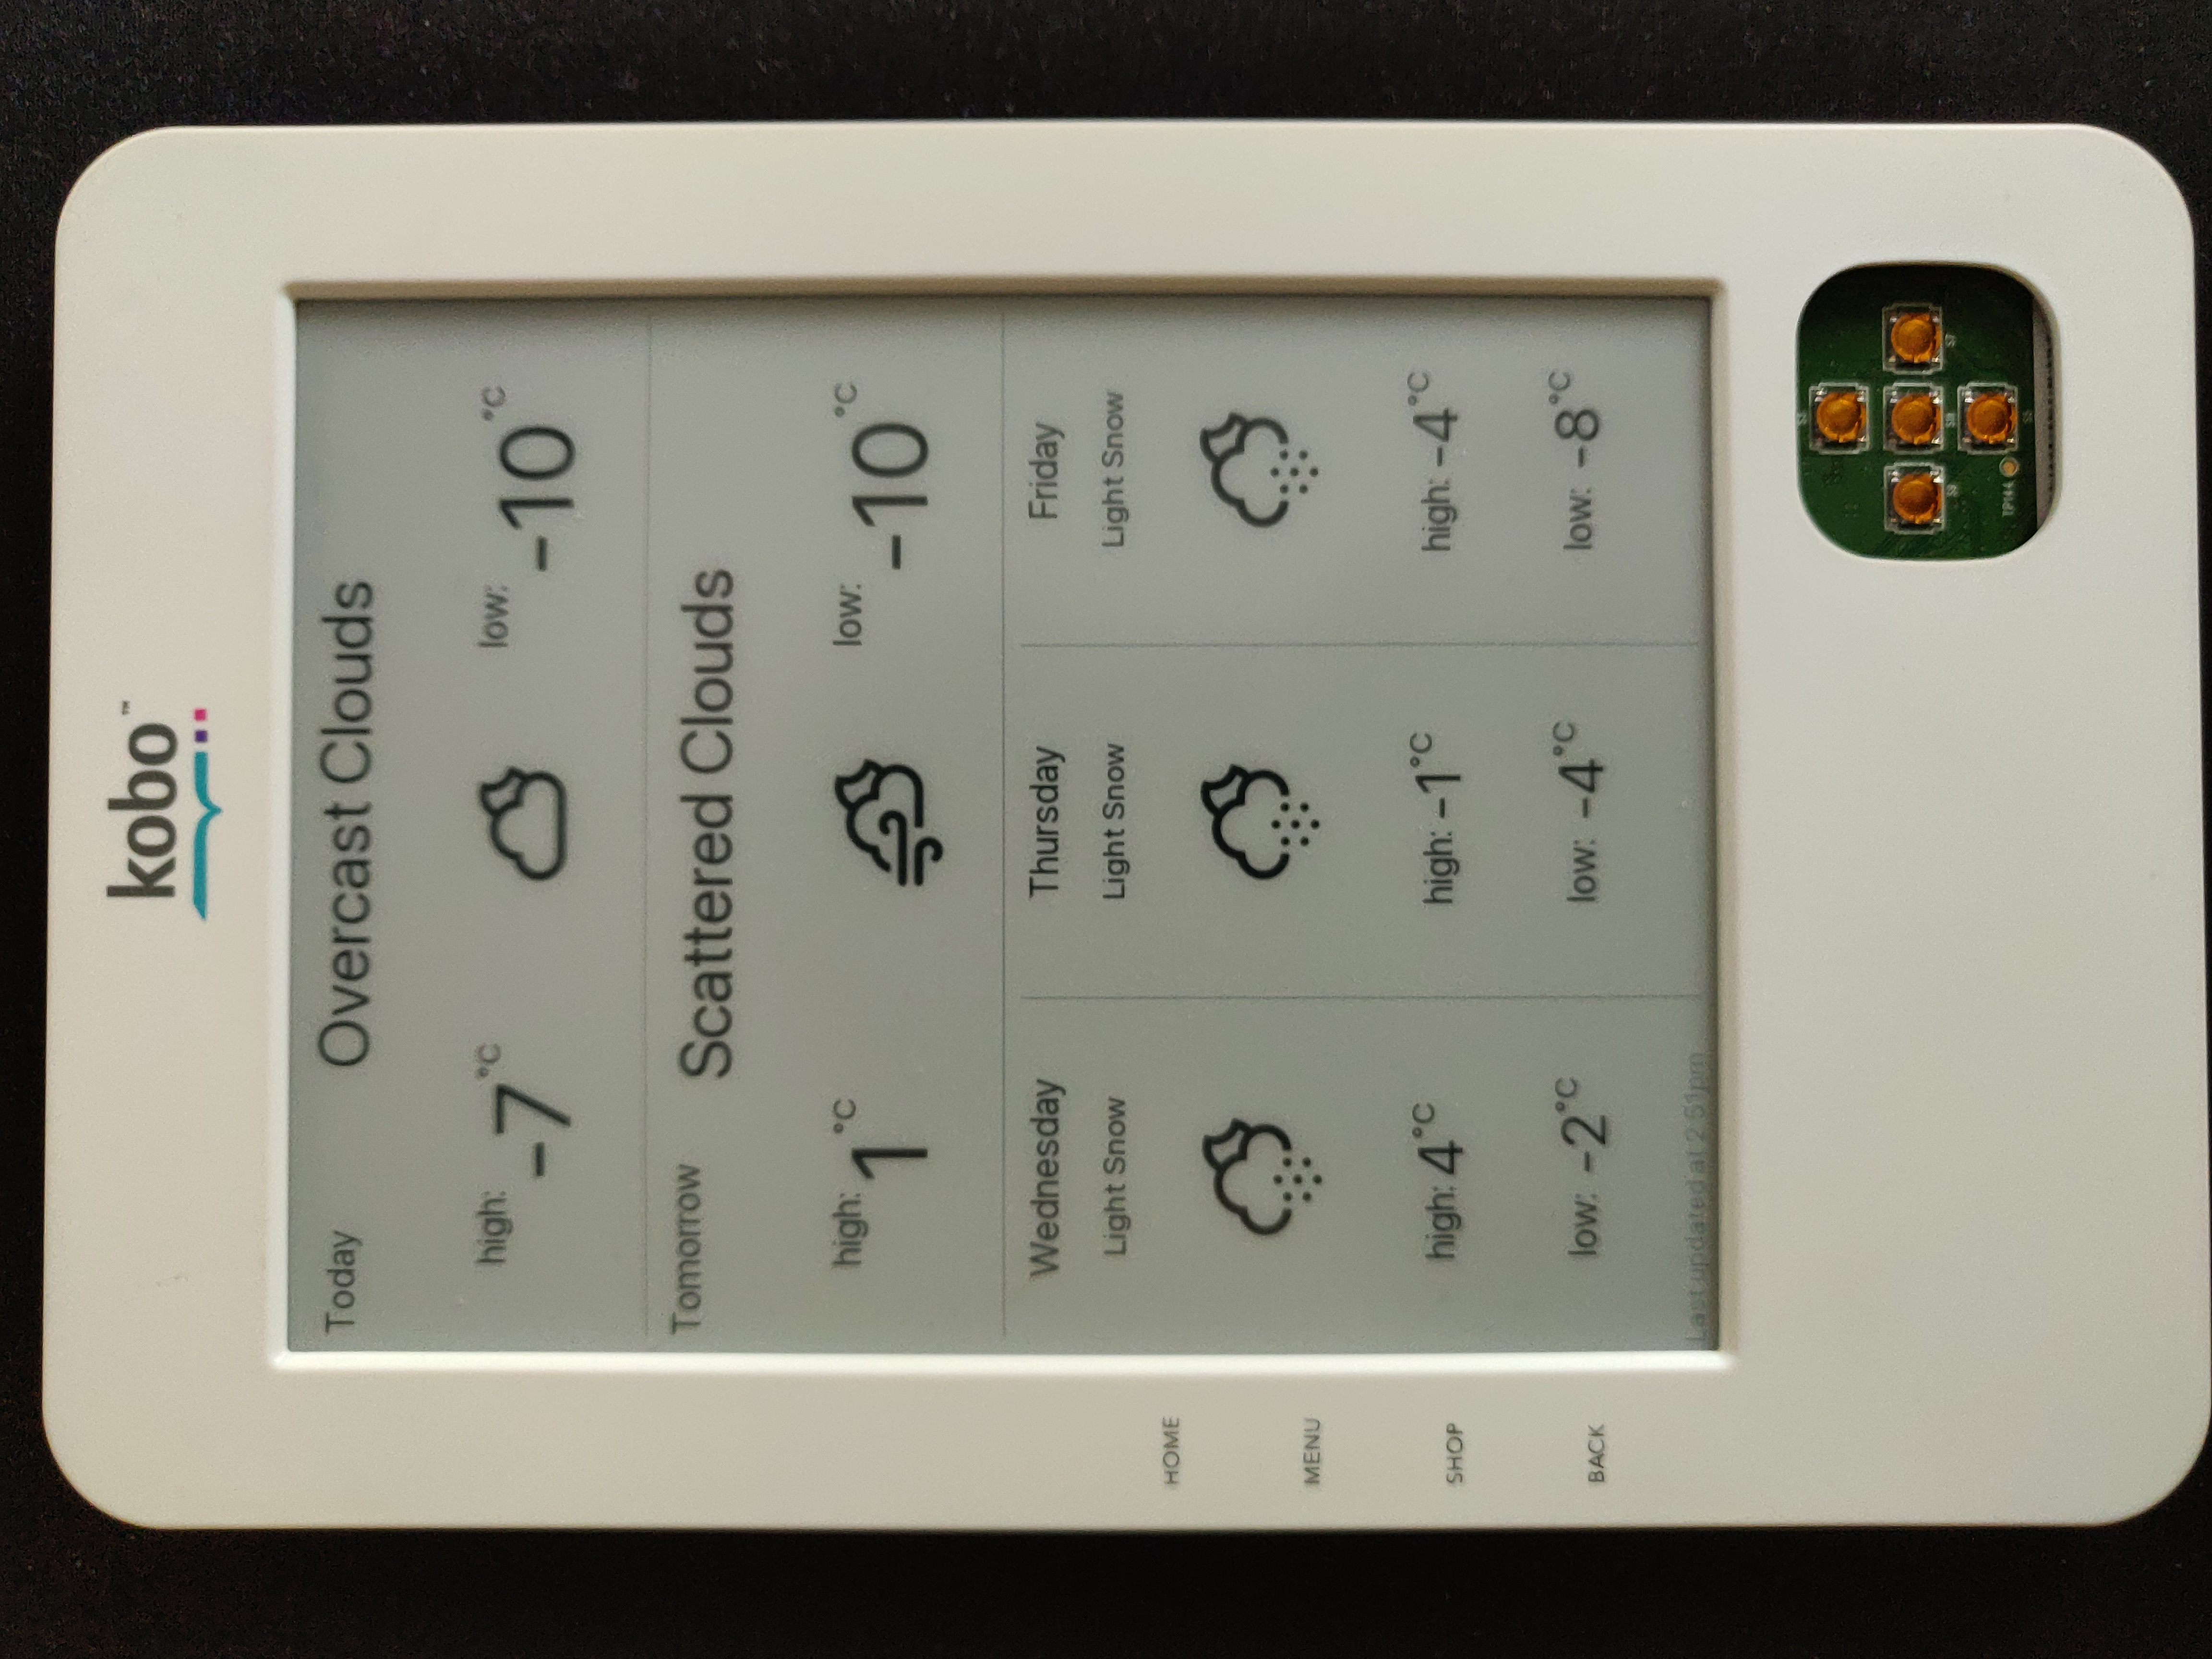 kobo™
Today
Overcast Clouds
high: -7°C
low: -10°C
Tomorrow
Scattered Clouds
high: 1°C
low: -10°C
Wednesday
Light Snow
high: 4°C
low: -2°C
Thursday
Light Snow
high: -1°C
low: -4°C
Friday
Light Snow
high: -4°C
low: -8°C
Last updated at 2:51pm
HOME
MENU
SHOP
BACK
TP144
S5